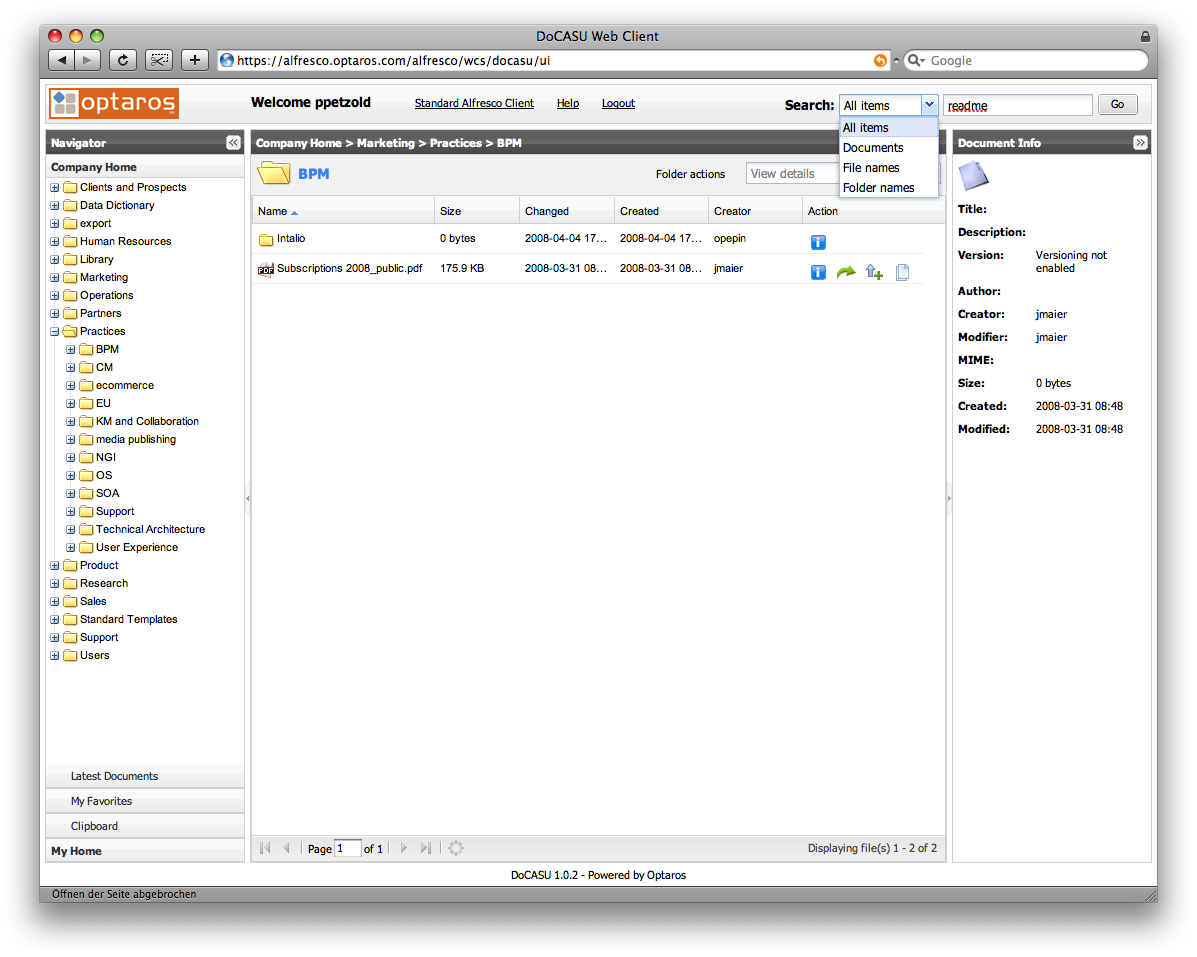 DoCASU Web Client
https://alfresco.optaros.com/alfresco/wcs/docasu/ui
Google
optaros
Welcome ppetzold
Standard Alfresco Client
Help
Logout
Search:
All items
readme
Go
All items
Documents
File names
Folder names
Navigator
Company Home
Clients and Prospects
Data Dictionary
export
Human Resources
Library
Marketing
Operations
Partners
Practices
BPM
CM
ecommerce
EU
KM and Collaboration
media publishing
NGI
OS
SOA
Support
Technical Architecture
User Experience
Product
Research
Sales
Standard Templates
Support
Users
Latest Documents
My Favorites
Clipboard
My Home
Company Home > Marketing > Practices > BPM
BPM
Folder actions
View details
Name Size Changed Created Creator Action
Intalio 0 bytes 2008-04-04 17... 2008-04-04 17... opepin
PDF Subscriptions 2008_public.pdf 175.9 KB 2008-03-31 08... 2008-03-31 08... jmaier
Page 1 of 1
Displaying file(s) 1 - 2 of 2
Document Info
Title:
Description:
Version: Versioning not
enabled
Author:
Creator: jmaier
Modifier: jmaier
MIME:
Size: 0 bytes
Created: 2008-03-31 08:48
Modified: 2008-03-31 08:48
DoCASU 1.0.2 - Powered by Optaros
Öffnen der Seite abgebrochen